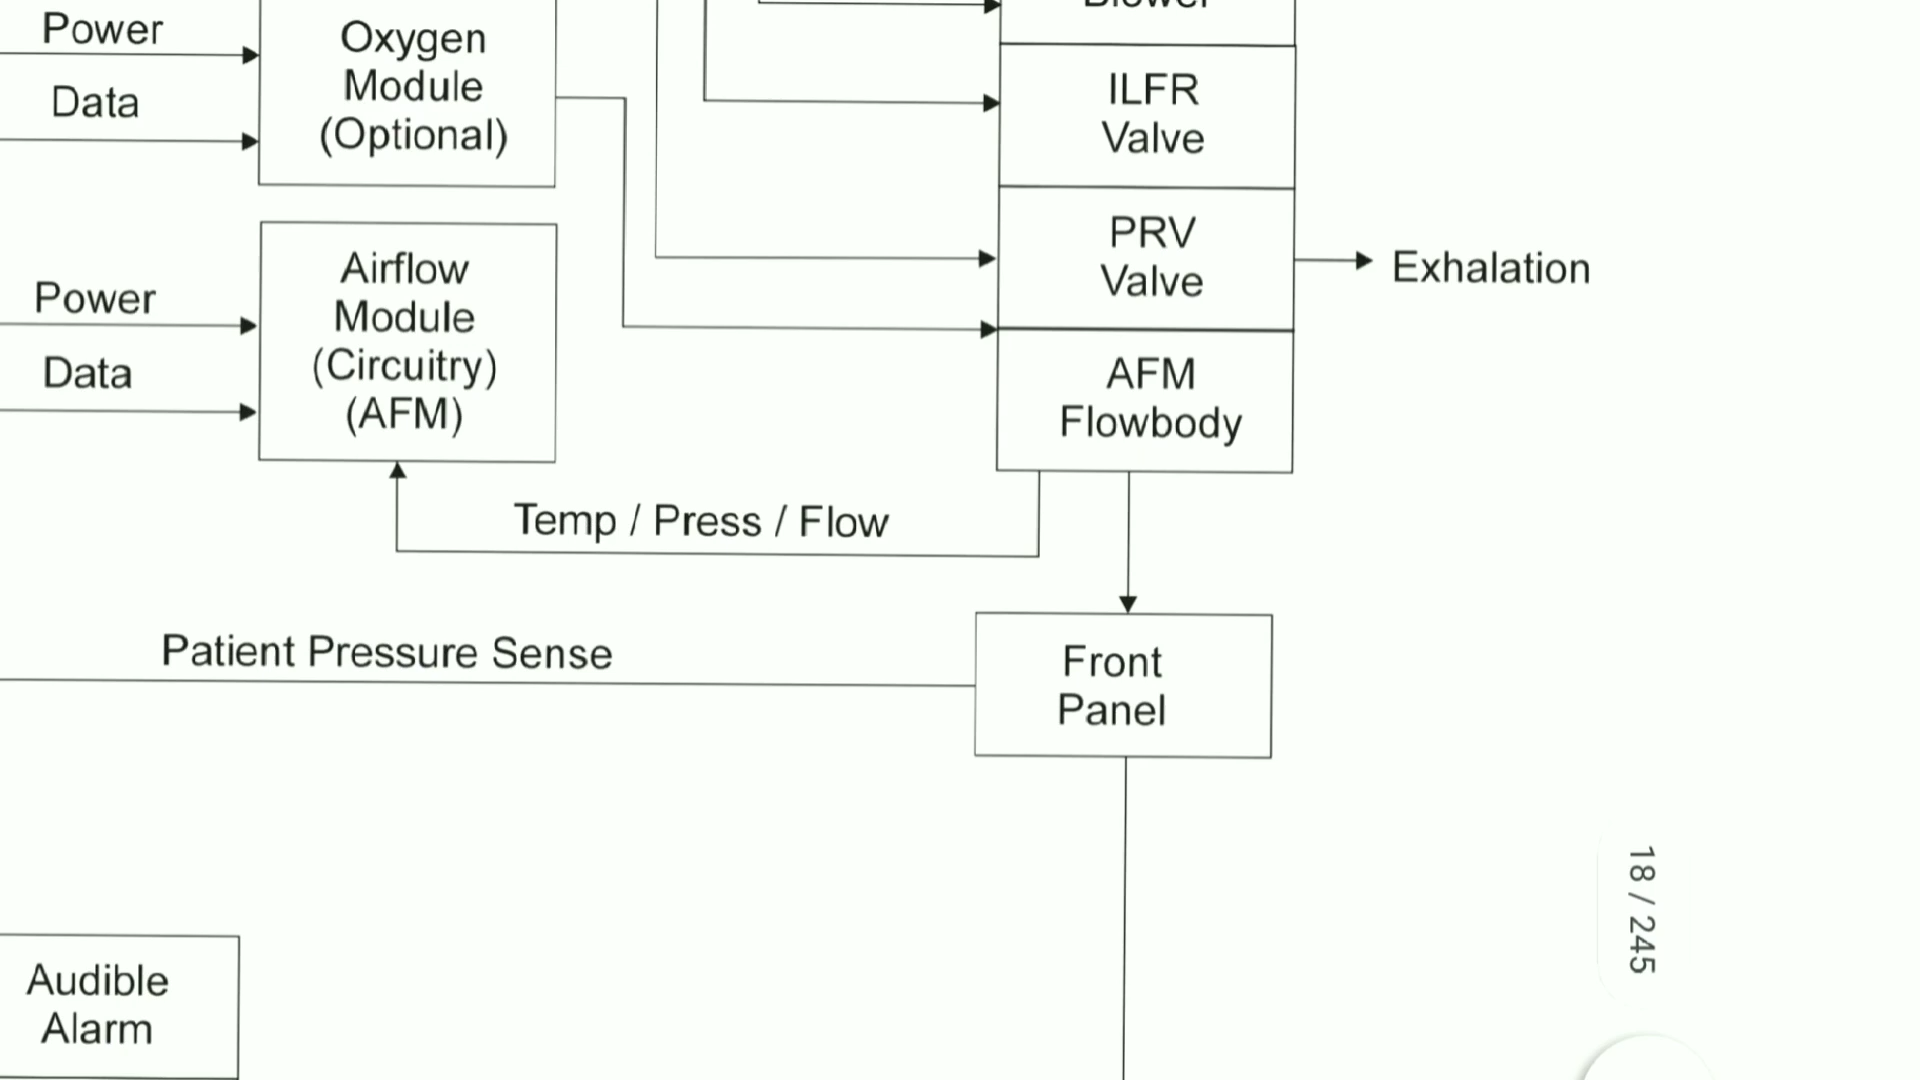 Blower
Power
Data
Oxygen
Module
(Optional)
ILFR
Valve
PRV
Valve
Exhalation
Power
Data
Airflow
Module
(Circuitry)
(AFM)
AFM
Flowbody
Temp / Press / Flow
Patient Pressure Sense
Front
Panel
18 / 245
Audible
Alarm